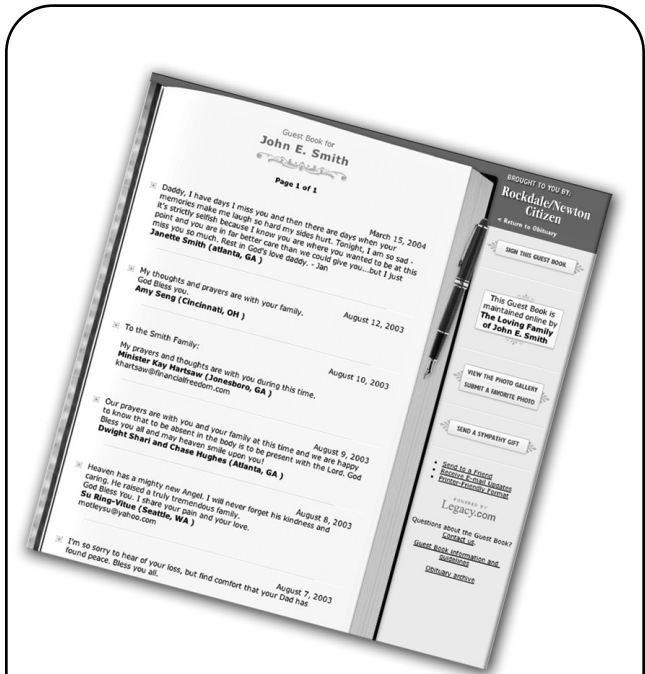 Guest Book for
John E. Smith
Page 1 of 1
March 15, 2004
Daddy, I have days I miss you and then there are days when your
memories make me laugh so hard my sides hurt. Tonight, I am so sad -
it's strictly selfish because I know you are where you wanted to be at this
point and you are in far better care than we could give you...but I just
miss you so much. Rest in God's love daddy. - Jan
Janette Smith (atlanta, GA )
August 12, 2003
My thoughts and prayers are with your family.
God Bless you.
Amy Seng (Cincinnati, OH )
August 10, 2003
To the Smith Family:
My prayers and thoughts are with you during this time.
Minister Kay Hartsaw (Jonesboro, GA )
khartsaw@financialfreedom.com
August 9, 2003
Our prayers are with you and your family at this time and we are happy
to know that to be absent in the body is to be present with the Lord. God
Bless you all and may heaven smile upon you!
Dwight Shari and Chase Hughes (Atlanta, GA )
August 8, 2003
Heaven has a mighty new Angel. I will never forget his kindness and
caring. He raised a truly tremendous family.
God Bless You. I share your pain and your love.
Su Ring-Vitue (Seattle, WA )
motleysu@yahoo.com
August 7, 2003
I'm so sorry to hear of your loss, but find comfort that your Dad has
found peace. Bless you all.
BROUGHT TO YOU BY:
Rockdale/Newton
Citizen
< Return to Obituary
SIGN THIS GUEST BOOK
This Guest Book is
maintained online by
The Loving Family
of John E. Smith
VIEW THE PHOTO GALLERY
SUBMIT A FAVORITE PHOTO
SEND A SYMPATHY GIFT
Send to a Friend
Receive E-mail Updates
Printer-Friendly Format
POWERED BY
Legacy.com
Questions about the Guest Book?
Contact us.
Guest Book information and
guidelines
Obituary archive